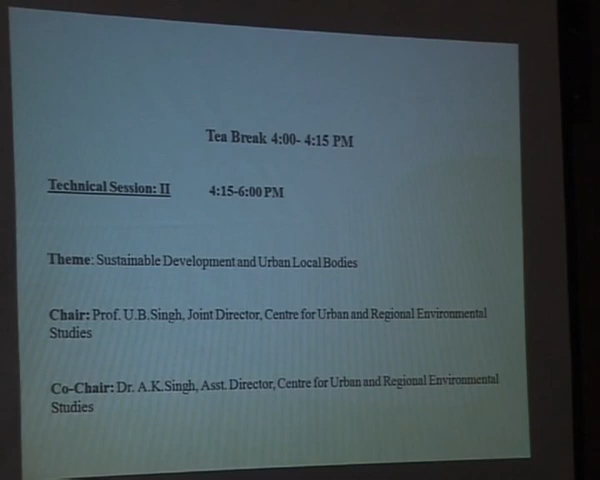 Tea Break 4:00- 4:15 PM
Technical Session: II 4:15-6:00 PM
Theme: Sustainable Development and Urban Local Bodies
Chair: Prof. U.B.Singh, Joint Director, Centre for Urban and Regional Environmental
Studies
Co-Chair: Dr. A.K.Singh, Asst. Director, Centre for Urban and Regional Environmental
Studies